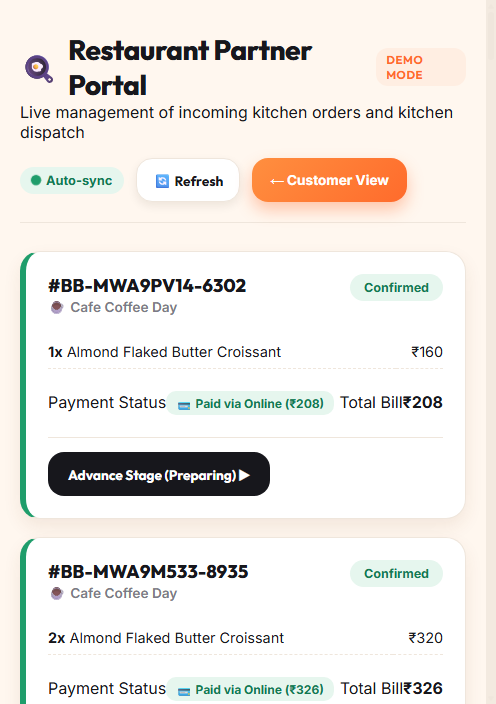 Restaurant Partner
Portal
DEMO
MODE
Live management of incoming kitchen orders and kitchen
dispatch
Auto-sync
Refresh
←Customer View
#BB-MWA9PV14-6302
Confirmed
Cafe Coffee Day
1x Almond Flaked Butter Croissant ₹160
Payment Status Paid via Online (₹208) Total Bill₹208
Advance Stage (Preparing) ▶
#BB-MWA9M533-8935
Confirmed
Cafe Coffee Day
2x Almond Flaked Butter Croissant ₹320
Payment Status Paid via Online (₹326) Total Bill₹326